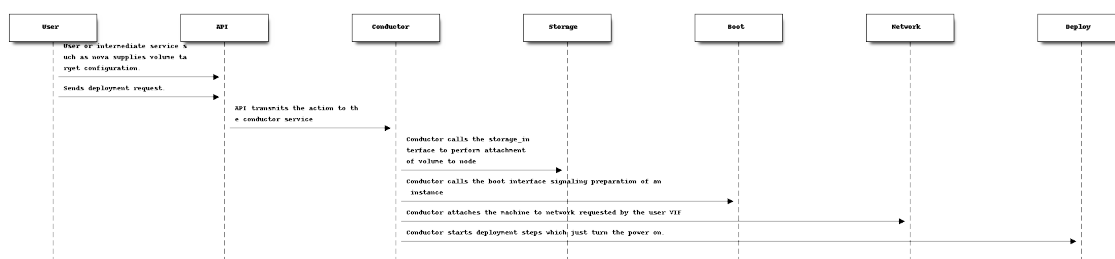 User API Conductor Storage Boot Network Deploy
User or intermediate service s
uch as nova supplies volume ta
rget configuration.
Sends deployment request.
API transmits the action to th
e conductor service
Conductor calls the storage_in
terface to perform attachment
of volume to node
Conductor calls the boot interface signaling preparation of an
instance
Conductor attaches the machine to network requested by the user VIF
Conductor starts deployment steps which just turn the power on.